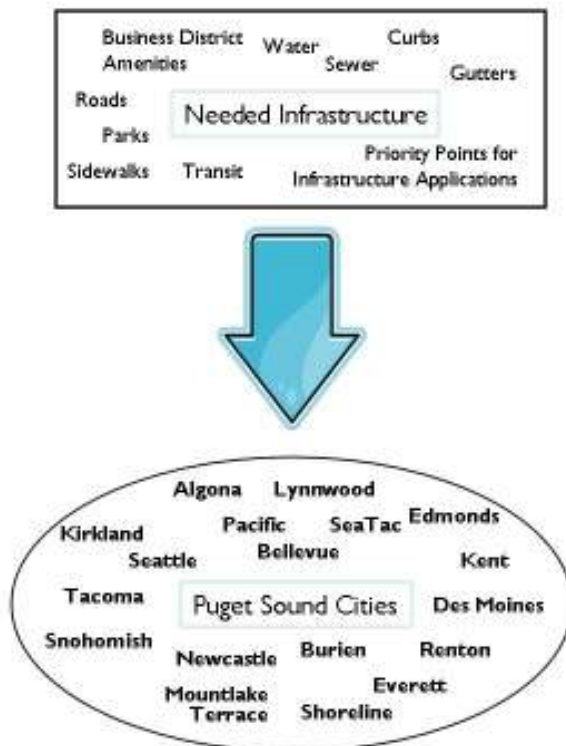 Business District
Amenities
Water
Curbs
Sewer
Gutters
Roads
Needed Infrastructure
Parks
Sidewalks
Transit
Priority Points for
Infrastructure Applications
Algona
Lynnwood
Kirkland
Pacific
SeaTac
Edmonds
Seattle
Bellevue
Kent
Tacoma
Puget Sound Cities
Des Moines
Snohomish
Newcastle
Burien
Renton
Mountlake
Terrace
Everett
Shoreline